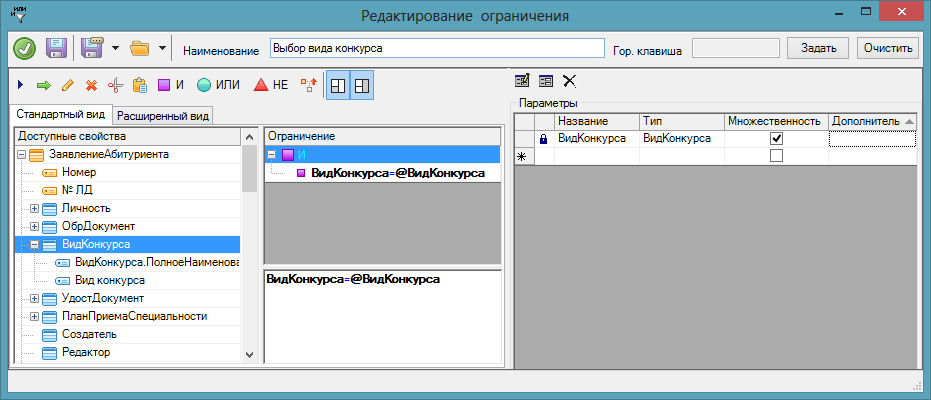 ИЛИ
Редактирование ограничения
Наименование
Выбор вида конкурса
Гор. клавиша
Задать
Очистить
И
ИЛИ
НЕ
Стандартный вид
Расширенный вид
Доступные свойства
ЗаявлениеАбитуриента
Номер
№ ЛД
Личность
ОбрДокумент
ВидКонкурса
ВидКонкурса.ПолноеНаименова
Вид конкурса
УдостДокумент
ПланПриемаСпециальности
Создатель
Редактор
Ограничение
И
ВидКонкурса=@ВидКонкурса
ВидКонкурса=@ВидКонкурса
Параметры
Название Тип Множественность Дополнитель
ВидКонкурса ВидКонкурса